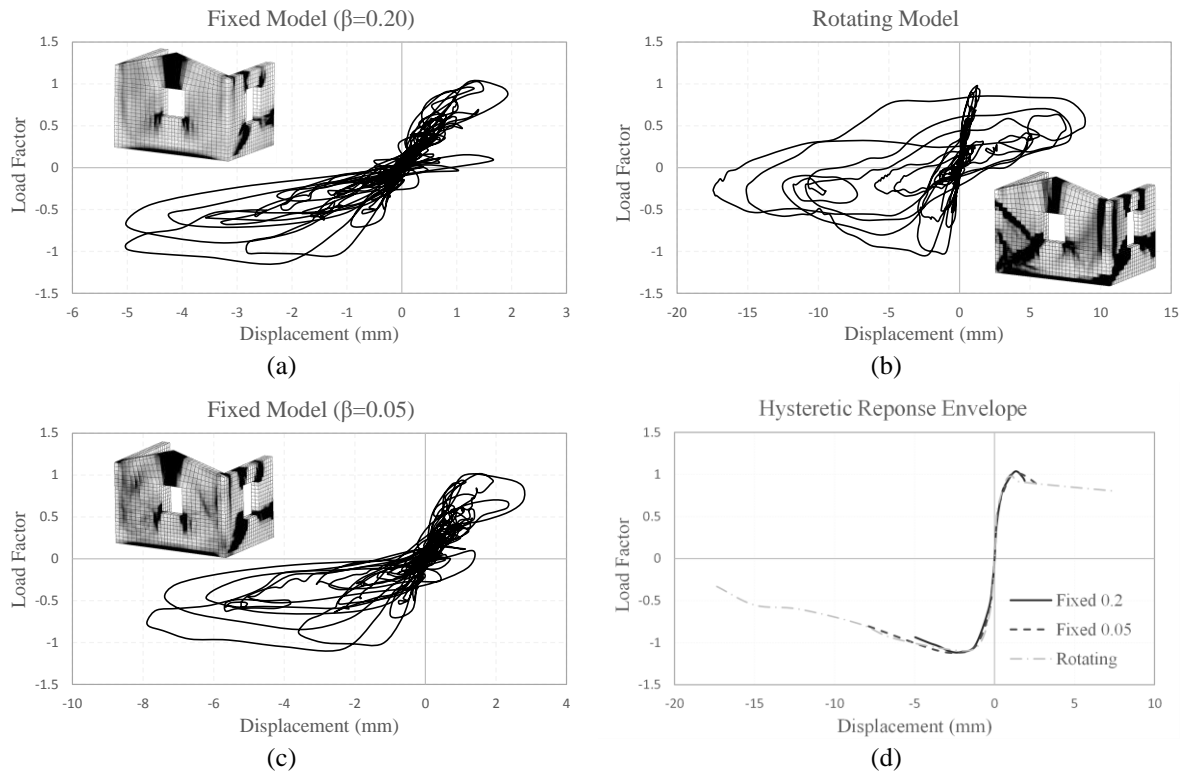 Fixed Model (β=0.20)
1.5
1
0.5
0
-0.5
-1
-1.5
Load Factor
-6 -5 -4 -3 -2 -1 0 1 2 3
Displacement (mm)
(a)
Rotating Model
1.5
1
0.5
0
-0.5
-1
-1.5
Load Factor
-20 -15 -10 -5 0 5 10 15
Displacement (mm)
(b)
Fixed Model (β=0.05)
1.5
1
0.5
0
-0.5
-1
-1.5
Load Factor
-10 -8 -6 -4 -2 0 2 4
Displacement (mm)
(c)
Hysteretic Reponse Envelope
1.5
1
0.5
0
-0.5
-1
-1.5
Load Factor
Fixed 0.2
Fixed 0.05
Rotating
-20 -15 -10 -5 0 5 10
Displacement (mm)
(d)